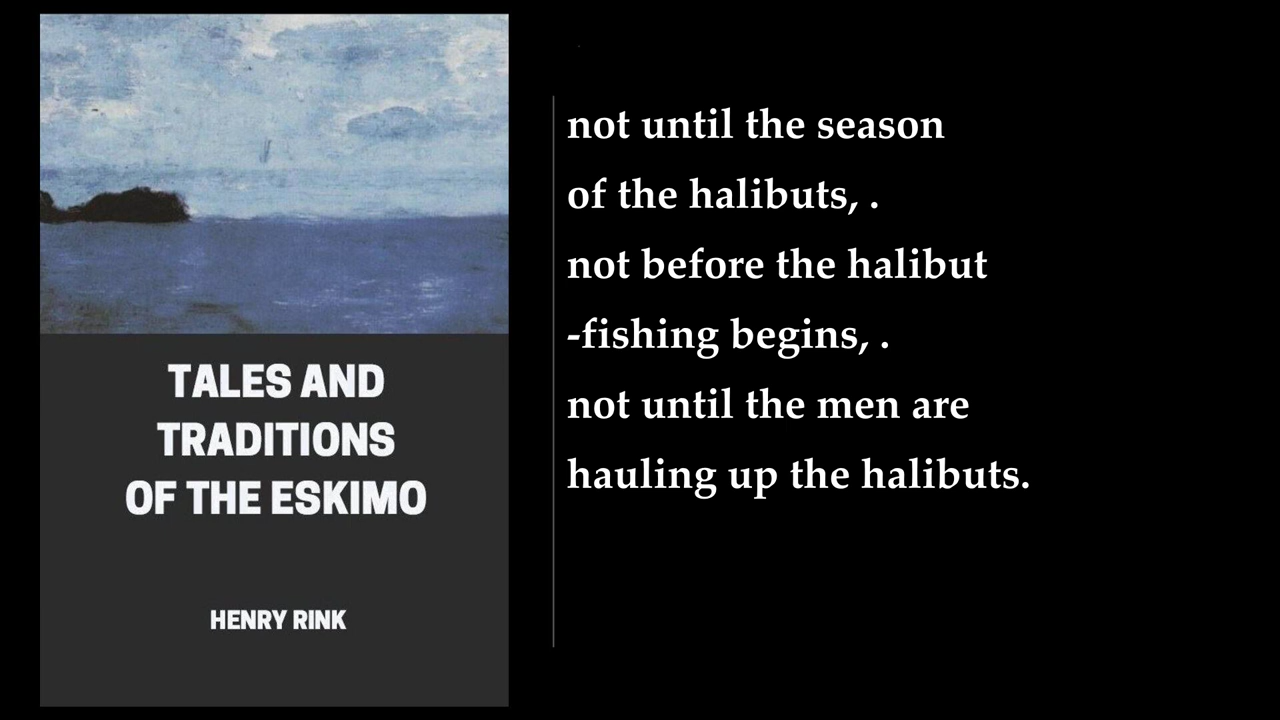 TALES AND
TRADITIONS
OF THE ESKIMO
HENRY RINK
not until the season
of the halibuts, .
not before the halibut
-fishing begins, .
not until the men are
hauling up the halibuts.